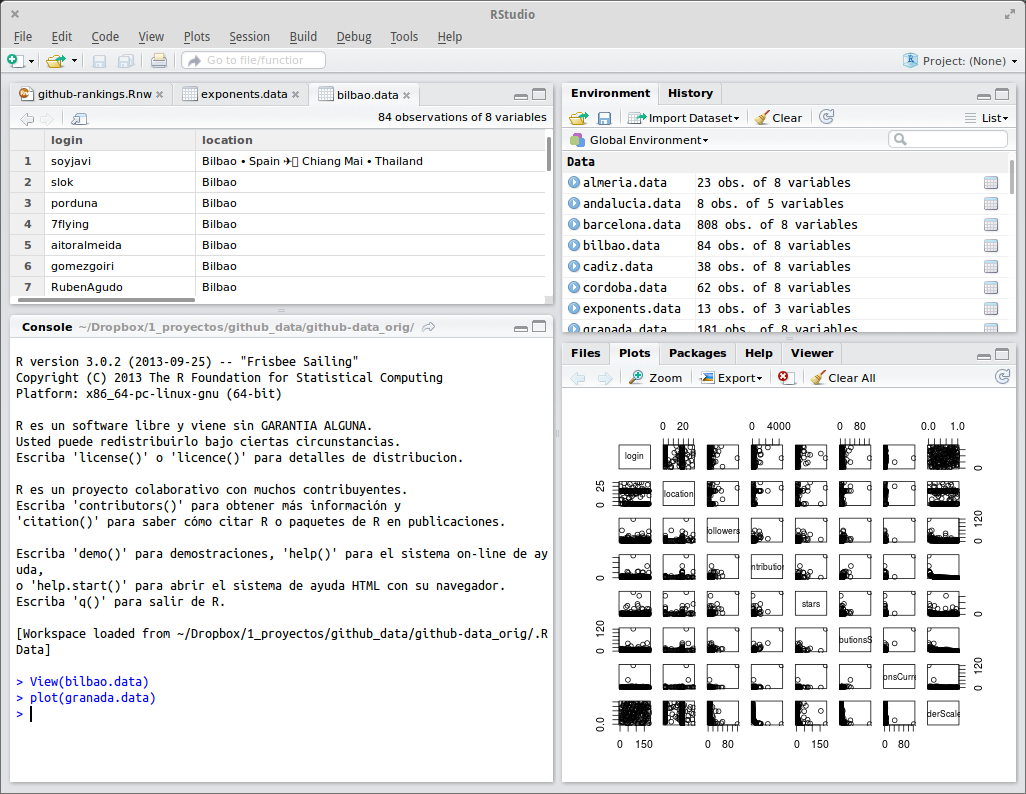 RStudio
File Edit Code View Plots Session Build Debug Tools Help
Go to file/function
Project: (None)
github-rankings.Rnw
exponents.data
bilbao.data
84 observations of 8 variables
login location
1 soyjavi Bilbao • Spain ✈ Chiang Mai • Thailand
2 slok Bilbao
3 porduna Bilbao
4 7flying Bilbao
5 aitoralmeida Bilbao
6 gomezgoiri Bilbao
7 RubenAgudo Bilbao
Console ~/Dropbox/1_proyectos/github_data/github-data_orig/
R version 3.0.2 (2013-09-25) -- "Frisbee Sailing"
Copyright (C) 2013 The R Foundation for Statistical Computing
Platform: x86_64-pc-linux-gnu (64-bit)
R es un software libre y viene sin GARANTIA ALGUNA.
Usted puede redistribuirlo bajo ciertas circunstancias.
Escriba 'license()' o 'licence()' para detalles de distribucion.
R es un proyecto colaborativo con muchos contribuyentes.
Escriba 'contributors()' para obtener más información y
'citation()' para saber cómo citar R o paquetes de R en publicaciones.
Escriba 'demo()' para demostraciones, 'help()' para el sistema on-line de ay
uda,
o 'help.start()' para abrir el sistema de ayuda HTML con su navegador.
Escriba 'q()' para salir de R.
[Workspace loaded from ~/Dropbox/1_proyectos/github_data/github-data_orig/.R
Data]
> View(bilbao.data)
> plot(granada.data)
>
Environment History
Import Dataset Clear List
Global Environment
Data
almeria.data 23 obs. of 8 variables
andalucia.data 8 obs. of 5 variables
barcelona.data 808 obs. of 8 variables
bilbao.data 84 obs. of 8 variables
cadiz.data 38 obs. of 8 variables
cordoba.data 62 obs. of 8 variables
exponents.data 13 obs. of 3 variables
granada.data 181 obs. of 8 variables
Files Plots Packages Help Viewer
Zoom Export Clear All
0 20 0 4000 0 80 0.0 1.0
login 0
0 25 location
ollowers 0 120
0 ntribution
stars 0
0 120 butionsS
onsCurr 0 120
0.0 derScale
0 150 0 80 0 150 0 80